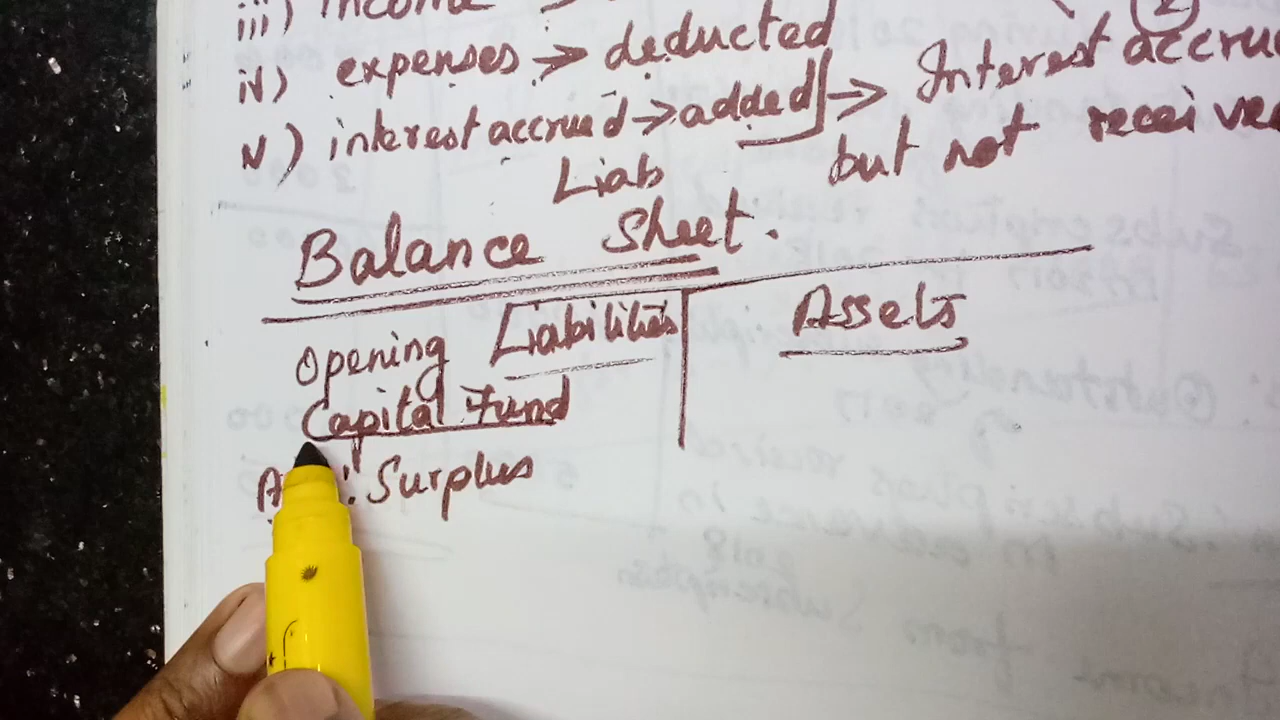 iii) income
iv) expenses → deducted
v) interest accrued → added → Interest accrue
but not receive
Liab
Balance Sheet.
Liabilities Assets
Opening
Capital Fund
: Surplus